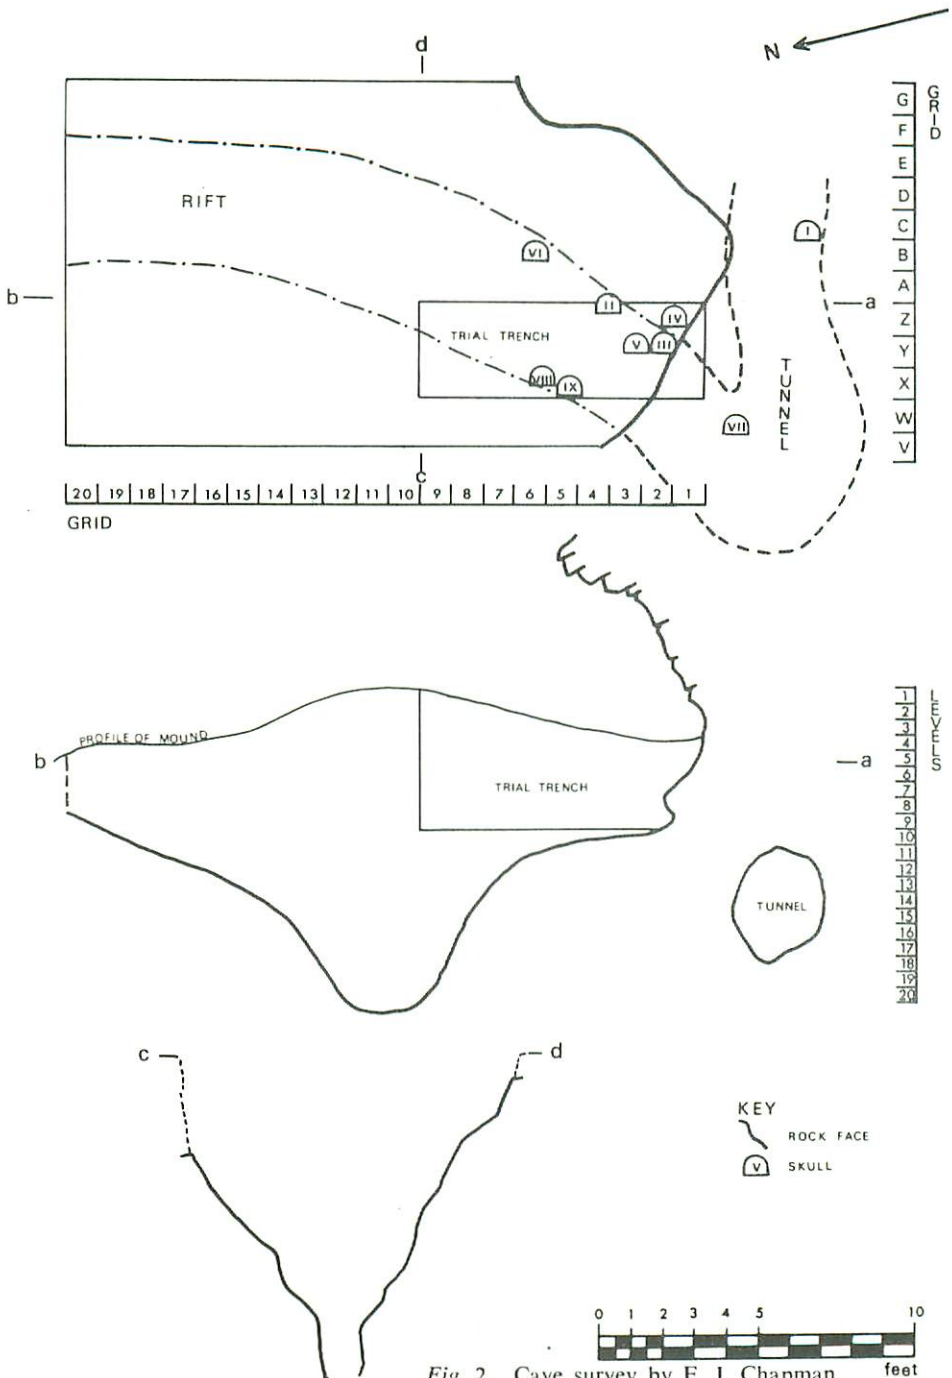 d
N
GRID
G
F
E
D
C
B
A
Z
Y
X
W
V
RIFT
I
VI
b
a
II
IV
TRIAL TRENCH
V
III
VIII
IX
TUNNEL
VII
c
20 19 18 17 16 15 14 13 12 11 10 9 8 7 6 5 4 3 2 1
GRID
LEVELS
1
2
3
4
5
6
7
8
9
10
11
12
13
14
15
16
17
18
19
20
PROFILE OF MOUND
b
a
TRIAL TRENCH
TUNNEL
c
d
KEY
ROCK FACE
V SKULL
0 1 2 3 4 5 10
feet
Fig. 2. Cave survey by E. J. Chapman